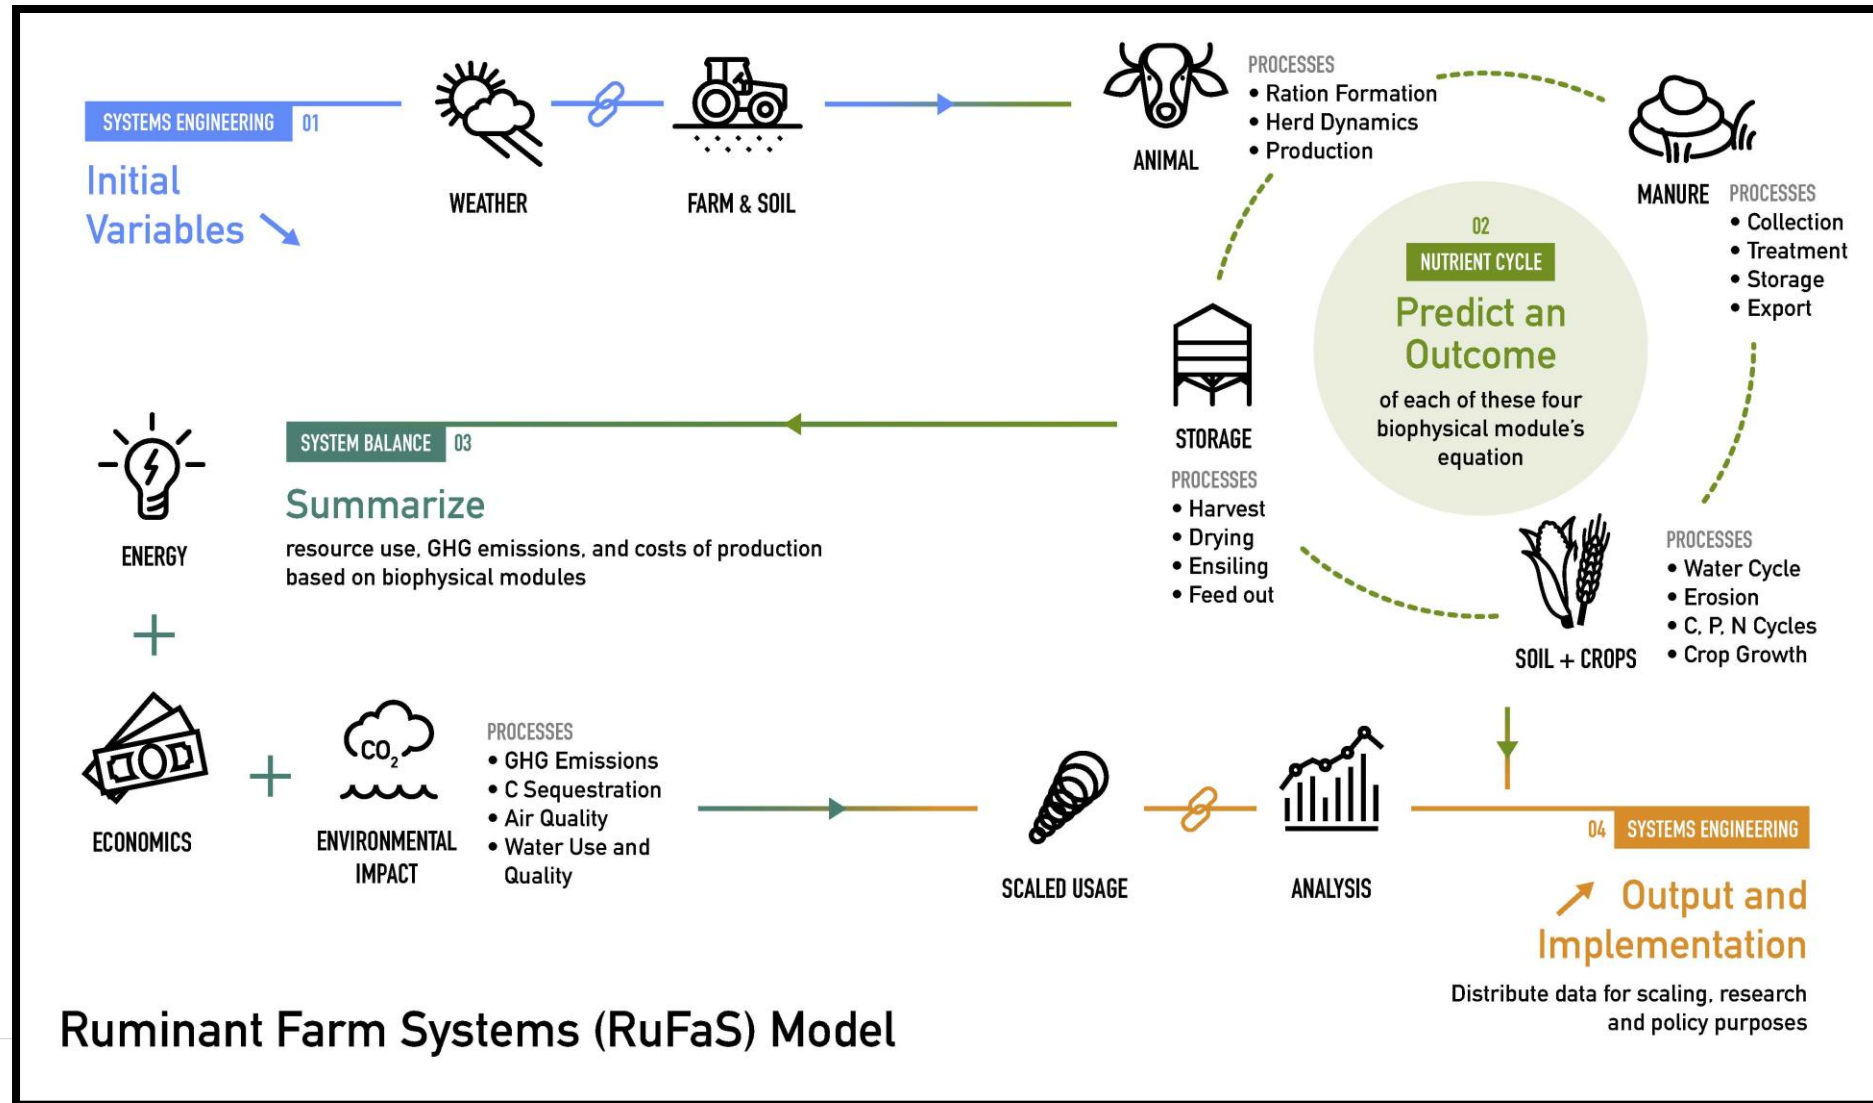 SYSTEMS ENGINEERING 01
Initial
Variables
WEATHER
FARM & SOIL
ANIMAL
PROCESSES
• Ration Formation
• Herd Dynamics
• Production
MANURE
PROCESSES
• Collection
• Treatment
• Storage
• Export
02
NUTRIENT CYCLE
Predict an
Outcome
of each of these four
biophysical module's
equation
STORAGE
PROCESSES
• Harvest
• Drying
• Ensiling
• Feed out
SOIL + CROPS
PROCESSES
• Water Cycle
• Erosion
• C, P, N Cycles
• Crop Growth
SYSTEM BALANCE 03
Summarize
resource use, GHG emissions, and costs of production
based on biophysical modules
ENERGY
+
ECONOMICS
+
CO2
ENVIRONMENTAL
IMPACT
PROCESSES
• GHG Emissions
• C Sequestration
• Air Quality
• Water Use and
Quality
SCALED USAGE
ANALYSIS
04 SYSTEMS ENGINEERING
Output and
Implementation
Distribute data for scaling, research
and policy purposes
Ruminant Farm Systems (RuFaS) Model